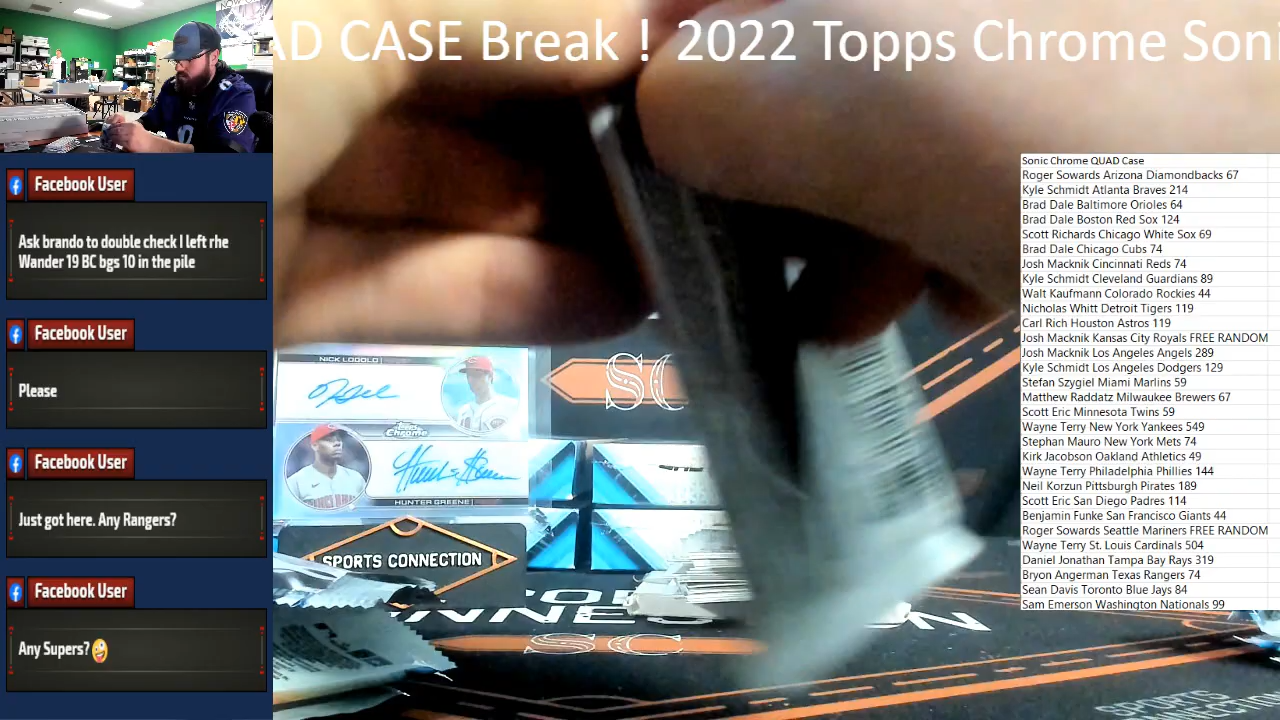 AD CASE Break ! 2022 Topps Chrome Soni
Facebook User
Ask brando to double check I left rhe
Wander 19 BC bgs 10 in the pile
Facebook User
Please
Facebook User
Just got here. Any Rangers?
Facebook User
Any Supers?🤪
NICK LODOLO
Topps
Chrome
HUNTER GREENE
SPORTS CONNECTION
SC
SC
SPORTS
Sonic Chrome QUAD Case
Roger Sowards Arizona Diamondbacks 67
Kyle Schmidt Atlanta Braves 214
Brad Dale Baltimore Orioles 64
Brad Dale Boston Red Sox 124
Scott Richards Chicago White Sox 69
Brad Dale Chicago Cubs 74
Josh Macknik Cincinnati Reds 74
Kyle Schmidt Cleveland Guardians 89
Walt Kaufmann Colorado Rockies 44
Nicholas Whitt Detroit Tigers 119
Carl Rich Houston Astros 119
Josh Macknik Kansas City Royals FREE RANDOM
Josh Macknik Los Angeles Angels 289
Kyle Schmidt Los Angeles Dodgers 129
Stefan Szygiel Miami Marlins 59
Matthew Raddatz Milwaukee Brewers 67
Scott Eric Minnesota Twins 59
Wayne Terry New York Yankees 549
Stephan Mauro New York Mets 74
Kirk Jacobson Oakland Athletics 49
Wayne Terry Philadelphia Phillies 144
Neil Korzun Pittsburgh Pirates 189
Scott Eric San Diego Padres 114
Benjamin Funke San Francisco Giants 44
Roger Sowards Seattle Mariners FREE RANDOM
Wayne Terry St. Louis Cardinals 504
Daniel Jonathan Tampa Bay Rays 319
Bryon Angerman Texas Rangers 74
Sean Davis Toronto Blue Jays 84
Sam Emerson Washington Nationals 99